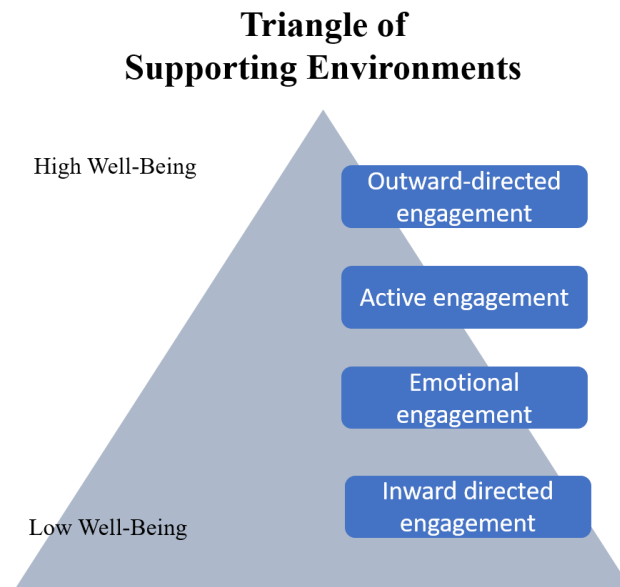 Triangle of
Supporting Environments
High Well-Being
Outward-directed
engagement
Active engagement
Emotional
engagement
Inward directed
engagement
Low Well-Being